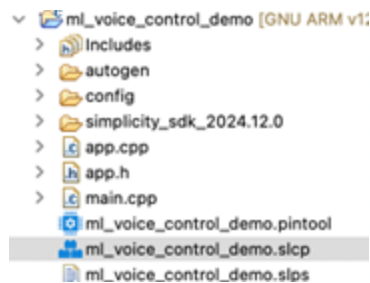 ml_voice_control_demo [GNU ARM v12
Includes
autogen
config
simplicity_sdk_2024.12.0
app.cpp
app.h
main.cpp
ml_voice_control_demo.pintool
ml_voice_control_demo.slcp
ml_voice_control_demo.slps